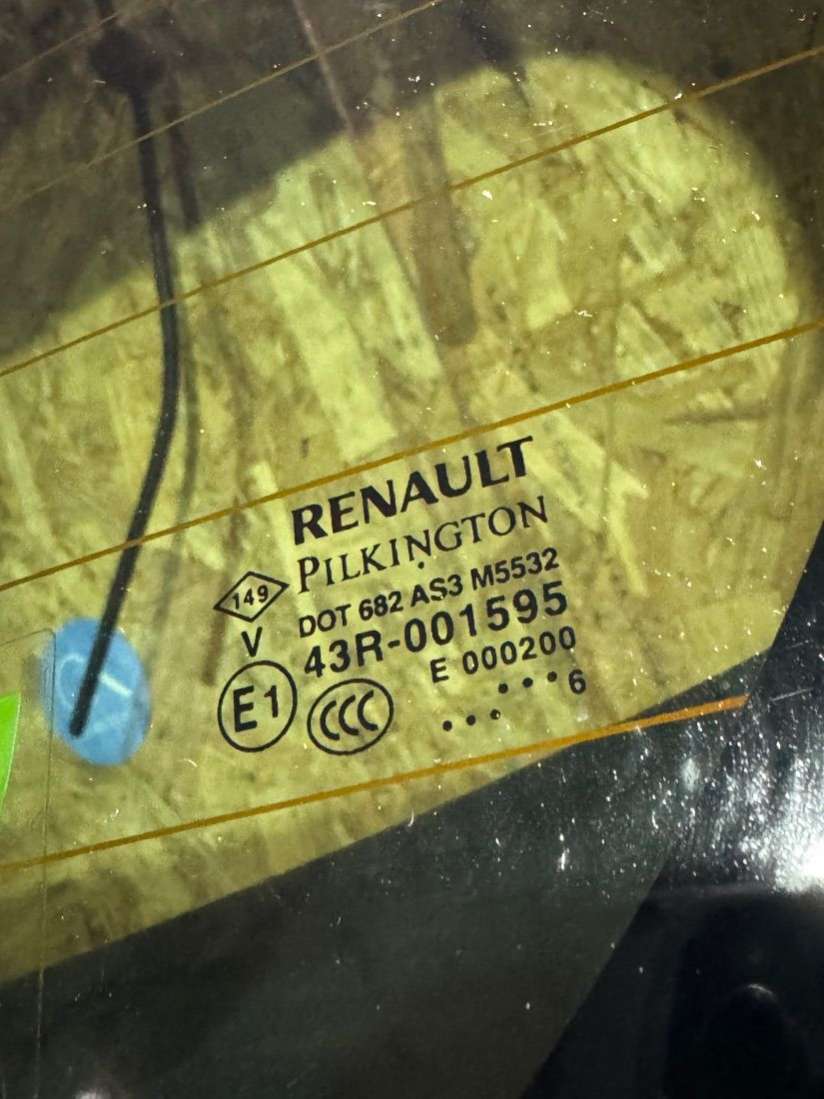 RENAULT
PILKINGTON
149
DOT 682 AS3 M5532
V
43R-001595
E 000200
E1
CCC
...
... 6